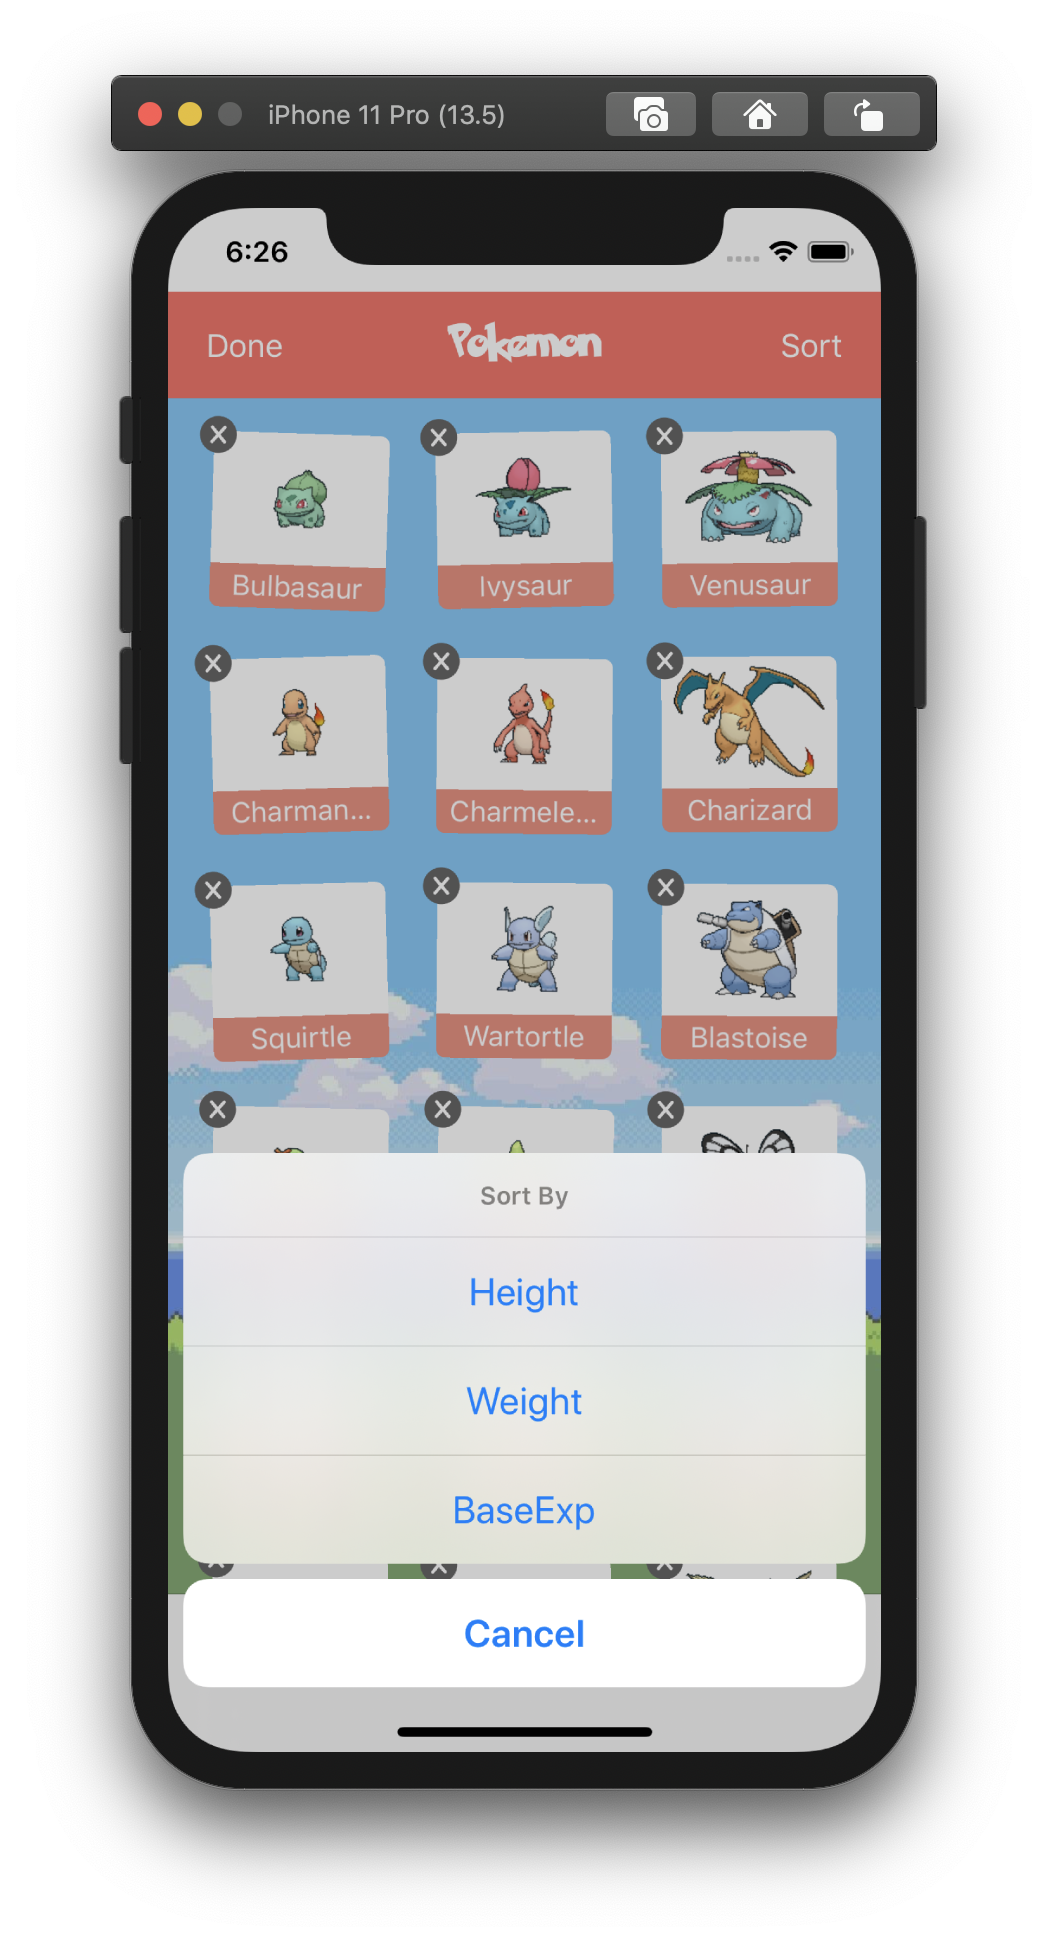 iPhone 11 Pro (13.5)
6:26
Done Pokemon Sort
Bulbasaur Ivysaur Venusaur
Charman... Charmele... Charizard
Squirtle Wartortle Blastoise
Sort By
Height
Weight
BaseExp
Cancel